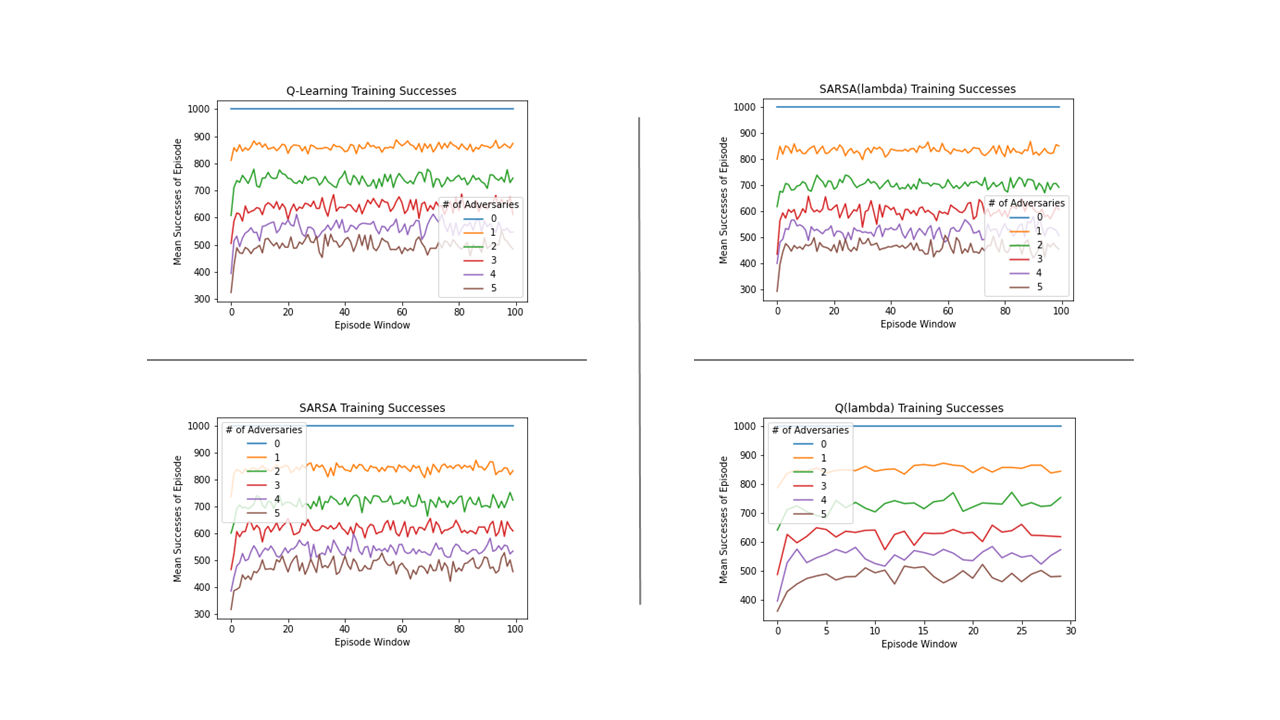 Q-Learning Training Successes
Mean Successes of Episode
1000
900
800
700
600
500
400
300
# of Adversaries
0
1
2
3
4
5
0 20 40 60 80 100
Episode Window
SARSA(lambda) Training Successes
Mean Successes of Episode
1000
900
800
700
600
500
400
300
# of Adversaries
0
1
2
3
4
5
0 20 40 60 80 100
Episode Window
SARSA Training Successes
Mean Successes of Episode
1000
900
800
700
600
500
400
300
# of Adversaries
0
1
2
3
4
5
0 20 40 60 80 100
Episode Window
Q(lambda) Training Successes
Mean Successes of Episode
1000
900
800
700
600
500
400
# of Adversaries
0
1
2
3
4
5
0 5 10 15 20 25 30
Episode Window